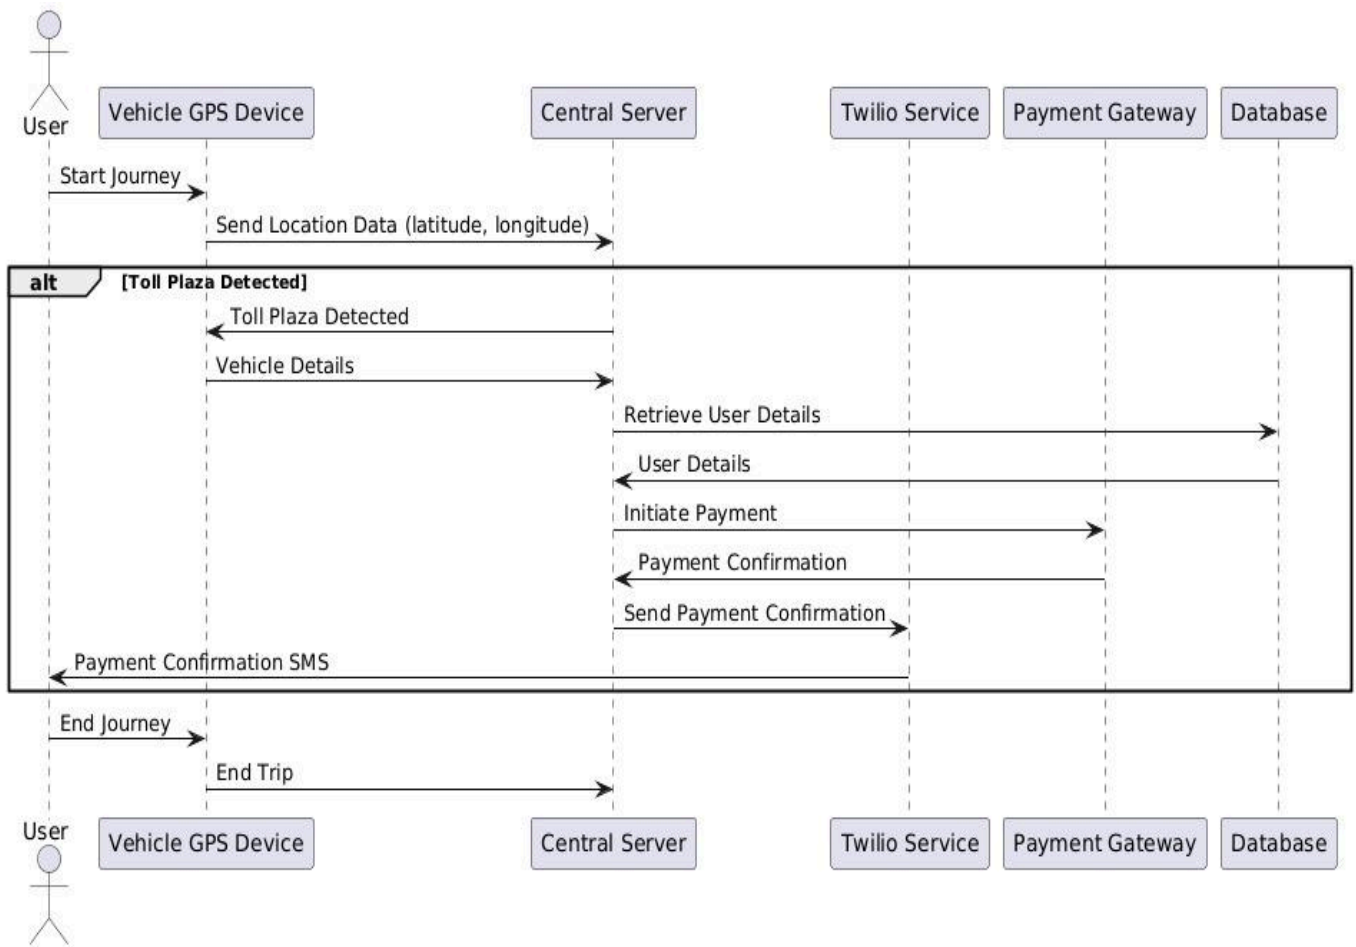 User
Vehicle GPS Device
Central Server
Twilio Service
Payment Gateway
Database
Start Journey
Send Location Data (latitude, longitude)
alt
[Toll Plaza Detected]
Toll Plaza Detected
Vehicle Details
Retrieve User Details
User Details
Initiate Payment
Payment Confirmation
Send Payment Confirmation
Payment Confirmation SMS
End Journey
End Trip
User
Vehicle GPS Device
Central Server
Twilio Service
Payment Gateway
Database